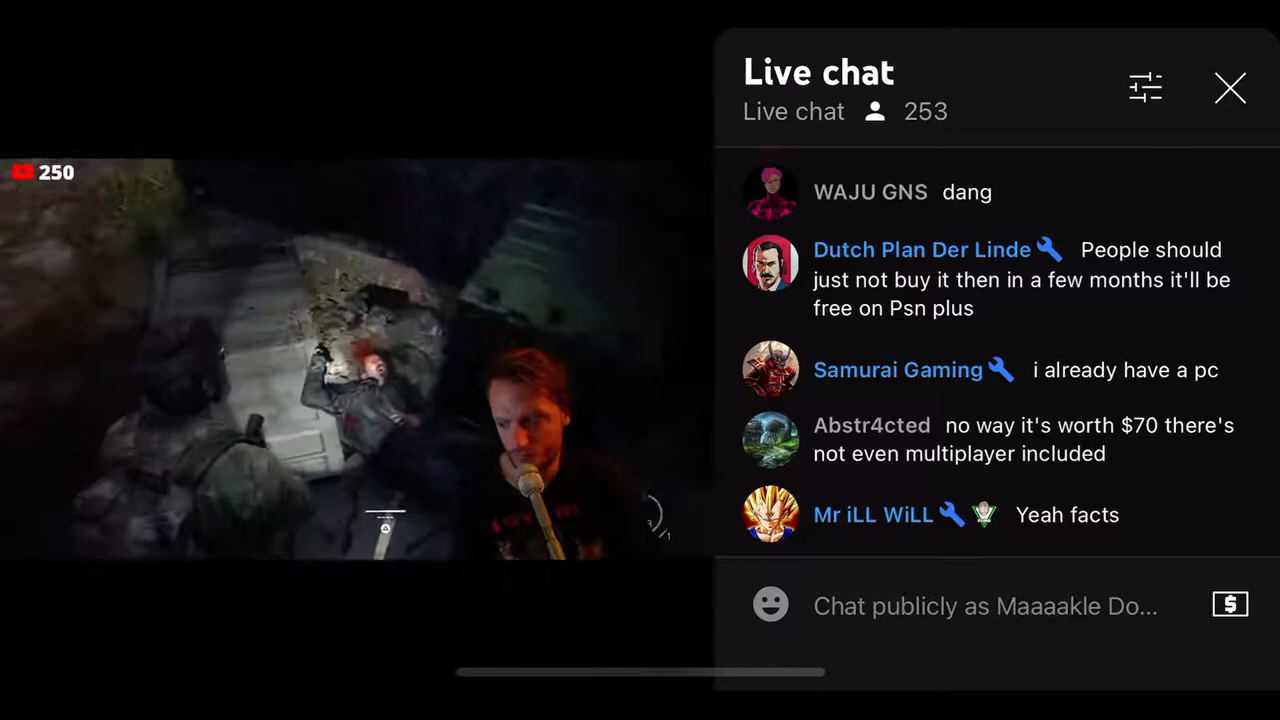 Live chat
Live chat 253
250
WAJU GNS dang
Dutch Plan Der Linde People should
just not buy it then in a few months it'll be
free on Psn plus
Samurai Gaming i already have a pc
Abstr4cted no way it's worth $70 there's
not even multiplayer included
Mr iLL WiLL Yeah facts
Chat publicly as Maaaakle Do...
$